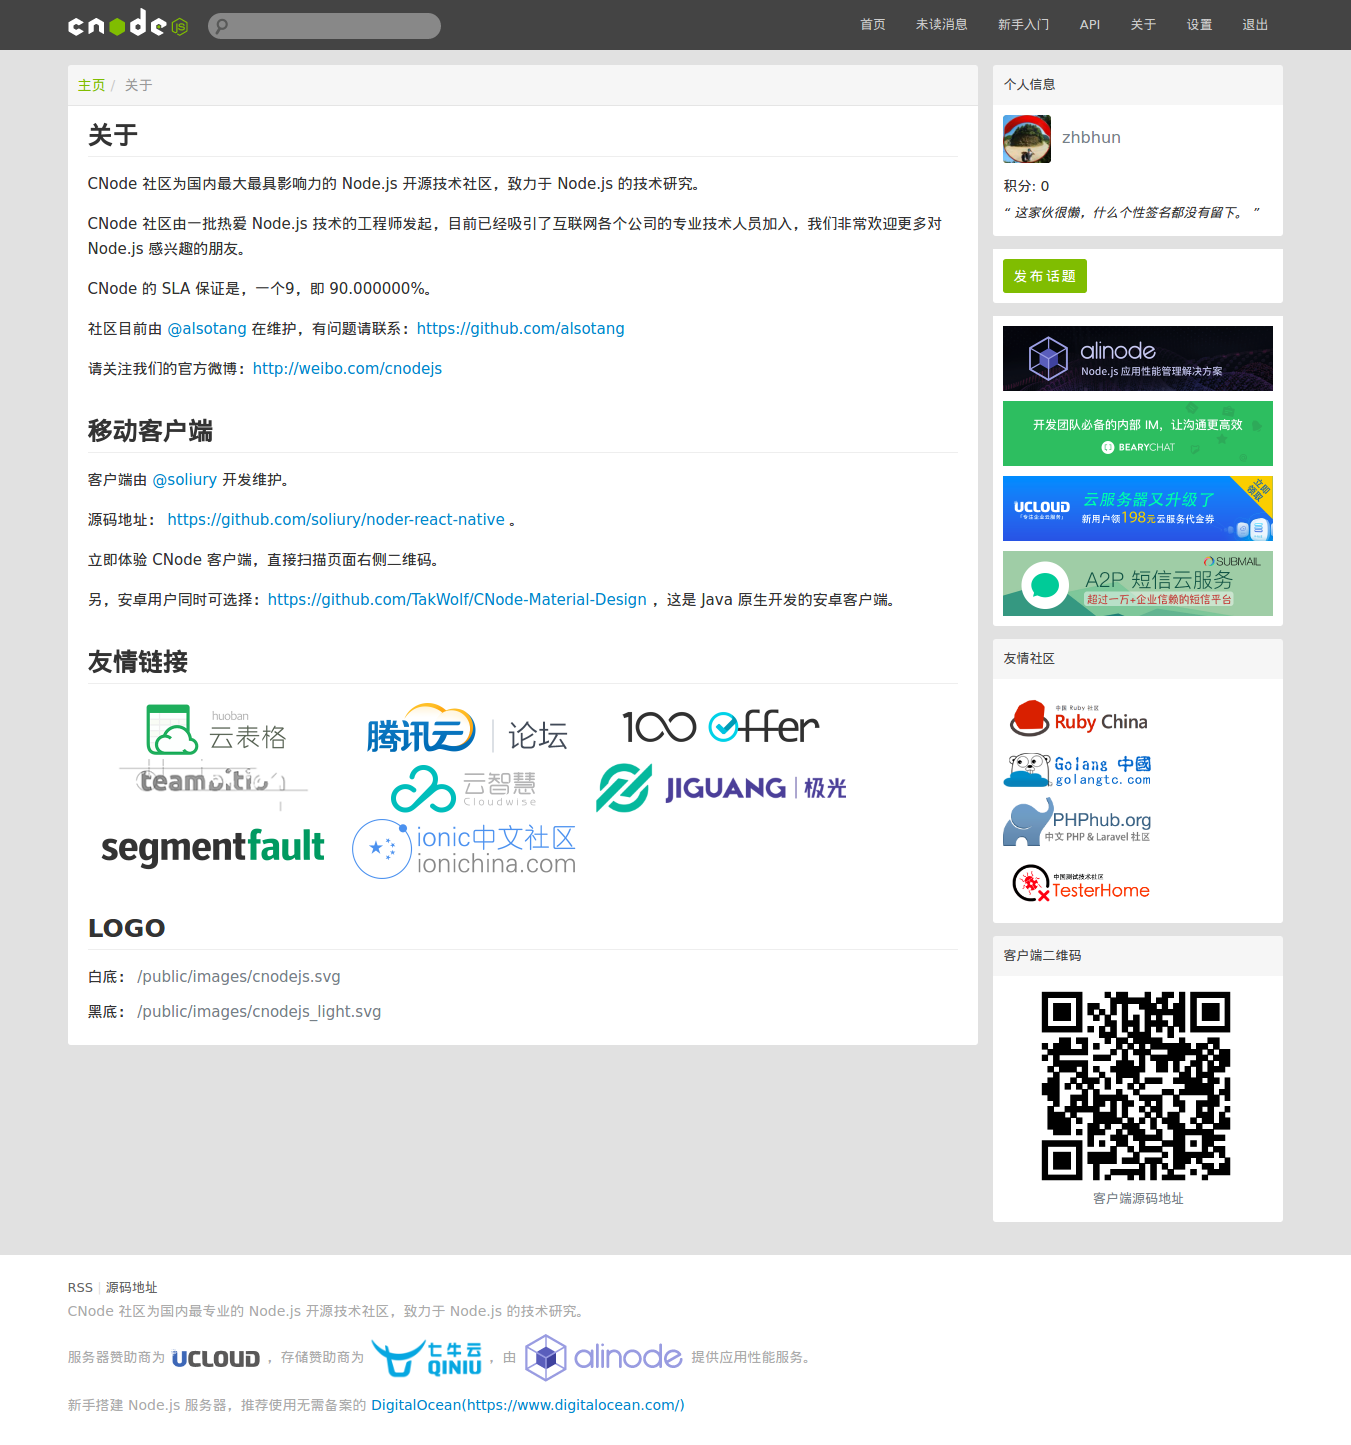 cnode JS
首页 未读消息 新手入门 API 关于 设置 退出
主页 / 关于
关于
CNode 社区为国内最大最具影响力的 Node.js 开源技术社区，致力于 Node.js 的技术研究。
CNode 社区由一批热爱 Node.js 技术的工程师发起，目前已经吸引了互联网各个公司的专业技术人员加入，我们非常欢迎更多对
Node.js 感兴趣的朋友。
CNode 的 SLA 保证是，一个9，即 90.000000%。
社区目前由 @alsotang 在维护，有问题请联系：https://github.com/alsotang
请关注我们的官方微博：http://weibo.com/cnodejs
移动客户端
客户端由 @soliury 开发维护。
源码地址： https://github.com/soliury/noder-react-native 。
立即体验 CNode 客户端，直接扫描页面右侧二维码。
另，安卓用户同时可选择：https://github.com/TakWolf/CNode-Material-Design ，这是 Java 原生开发的安卓客户端。
友情链接
huoban
云表格
腾讯云 | 论坛
100 offer
teambition
云智慧
Cloudwise
JIGUANG | 极光
segmentfault
ionic中文社区
ionichina.com
LOGO
白底： /public/images/cnodejs.svg
黑底： /public/images/cnodejs_light.svg
个人信息
zhbhun
积分: 0
“ 这家伙很懒，什么个性签名都没有留下。 ”
发布话题
alinode
Node.js 应用性能管理解决方案
开发团队必备的内部 IM，让沟通更高效
BEARYCHAT
UCLOUD
「专注企业云服务」
云服务器又升级了
新用户领198元云服务代金券
立即
领取
SUBMAIL
A2P 短信云服务
超过一万+企业信赖的短信平台
友情社区
中国 Ruby 社区
Ruby China
Golang 中國
golangtc.com
PHPhub.org
中文 PHP & Laravel 社区
中国测试技术社区
TesterHome
客户端二维码
客户端源码地址
RSS | 源码地址
CNode 社区为国内最专业的 Node.js 开源技术社区，致力于 Node.js 的技术研究。
服务器赞助商为 UCLOUD ，存储赞助商为 七牛云 QINIU ，由 alinode 提供应用性能服务。
新手搭建 Node.js 服务器，推荐使用无需备案的 DigitalOcean(https://www.digitalocean.com/)